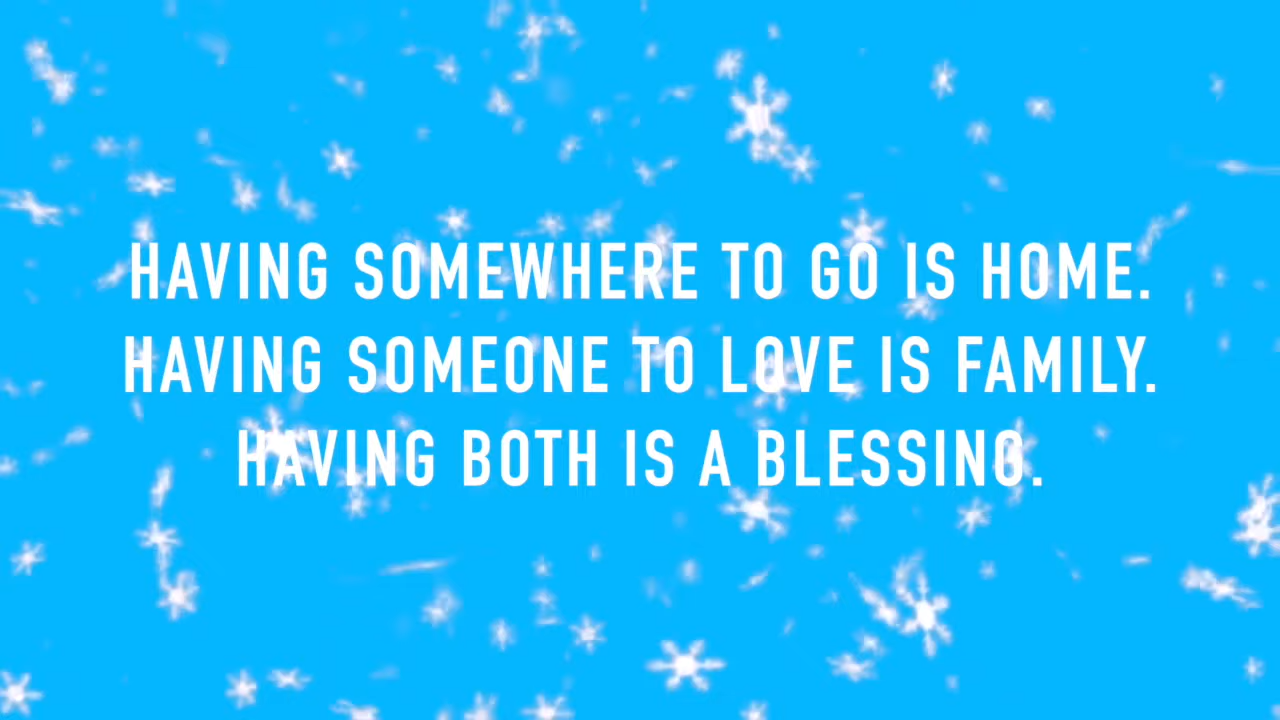 HAVING SOMEWHERE TO GO IS HOME.
HAVING SOMEONE TO LOVE IS FAMILY.
HAVING BOTH IS A BLESSING.